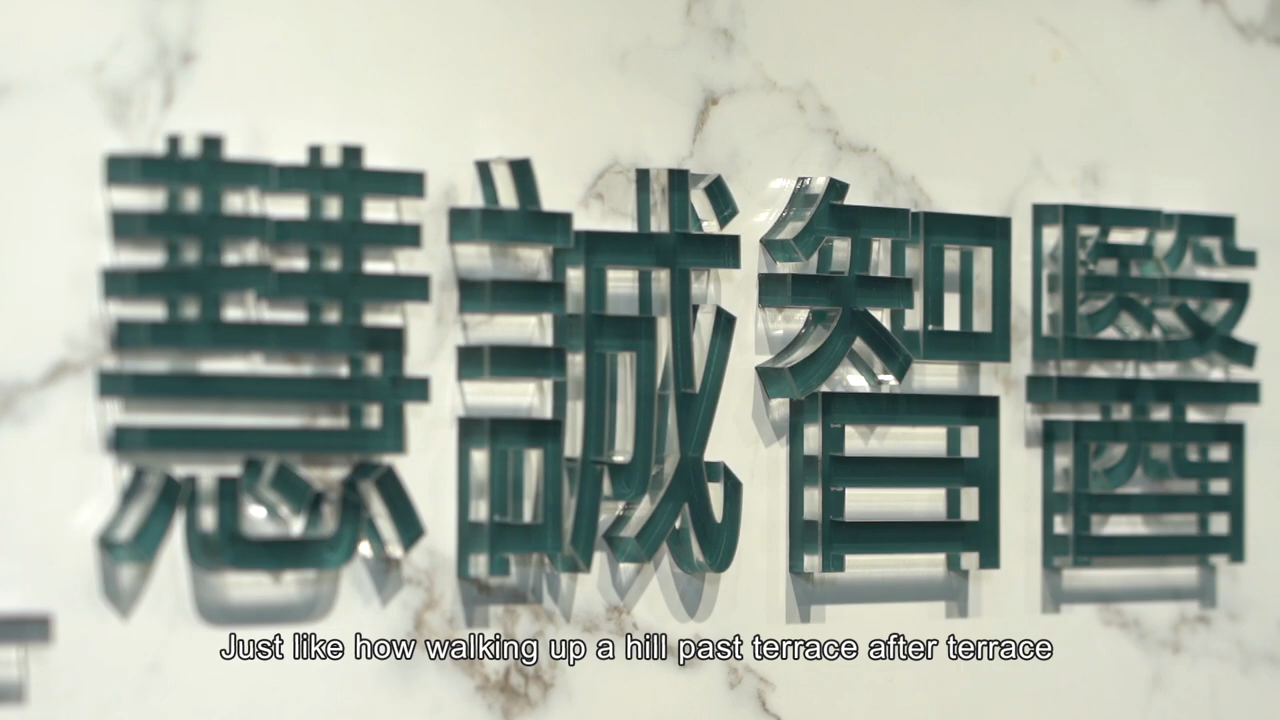 慧誠智醫
Just like how walking up a hill past terrace after terrace